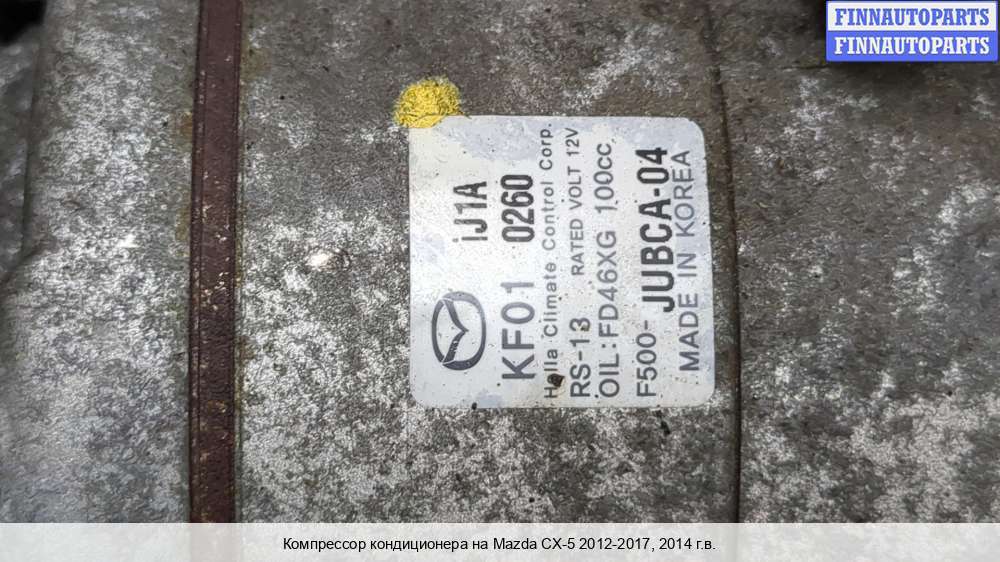 FINNAUTOPARTS
FINNAUTOPARTS
iJ1A
KF01 0260
Halla Climate Control Corp.
RS-13 RATED VOLT 12V
OIL:FD46XG 100CC
F500-JUBCA-04
MADE IN KOREA
Компрессор кондиционера на Mazda CX-5 2012-2017, 2014 г.в.